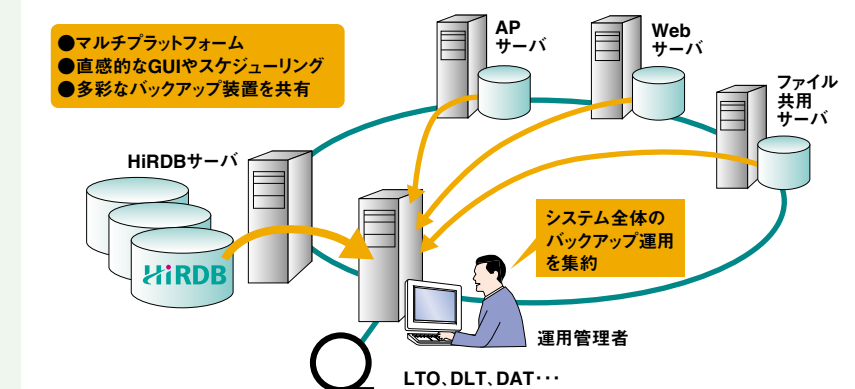 ●マルチプラットフォーム
●直感的なGUIやスケジューリング
●多彩なバックアップ装置を共有
AP
サーバ
Web
サーバ
ファイル
共用
サーバ
HiRDBサーバ
HiRDB
システム全体の
バックアップ運用
を集約
運用管理者
LTO、DLT、DAT･･･